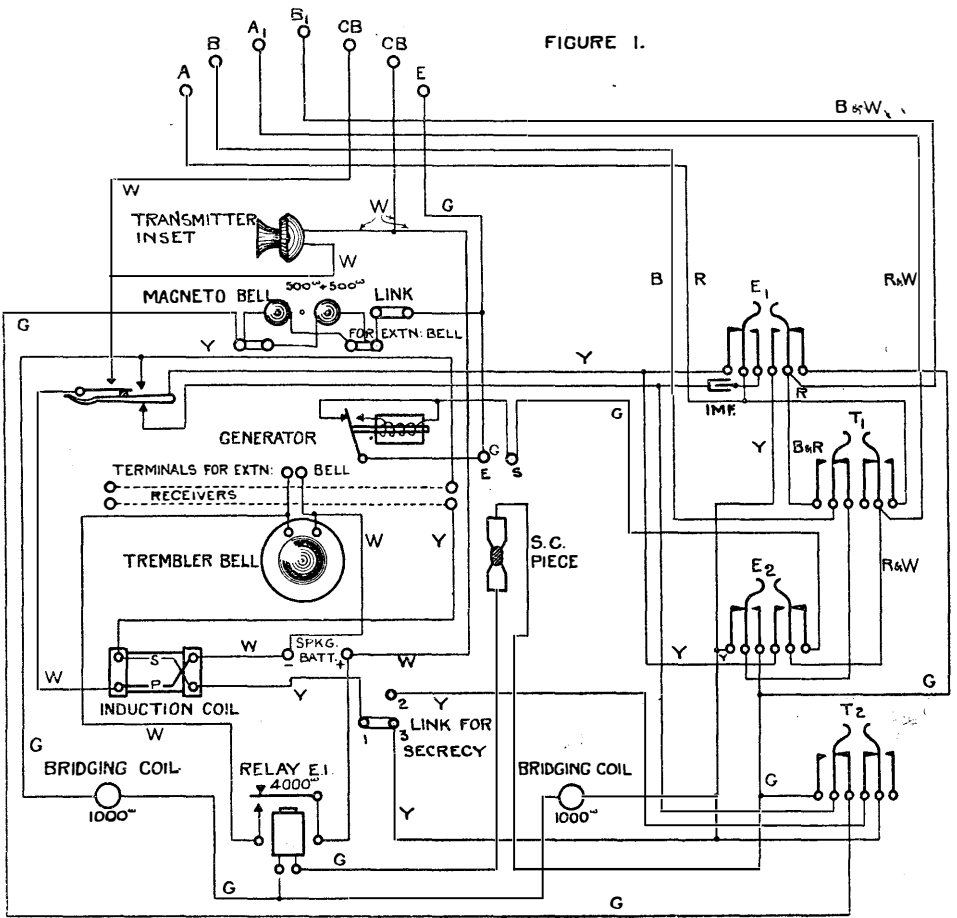 FIGURE 1.
A B A1 B1 CB CB E
B & W.
W
W
G
TRANSMITTER
INSET
W
B R E1 R&W
500ω+500ω
MAGNETO BELL LINK
G
FOR EXTN: BELL
Y
Y
R
1MF.
G
T1
GENERATOR
G
E S
Y B&R
TERMINALS FOR EXTN: BELL
RECEIVERS
W Y
S.C.
PIECE
TREMBLER BELL
E2
R&W
SPKG.
BATT.
- +
W
W
S
P
Y Y
W
G
Y
2
INDUCTION COIL
W
T2
1 3
LINK FOR
SECRECY
G
BRIDGING COIL
RELAY E.I.
4000ω
BRIDGING COIL
G
1000ω
Y
1000ω
G
G
G